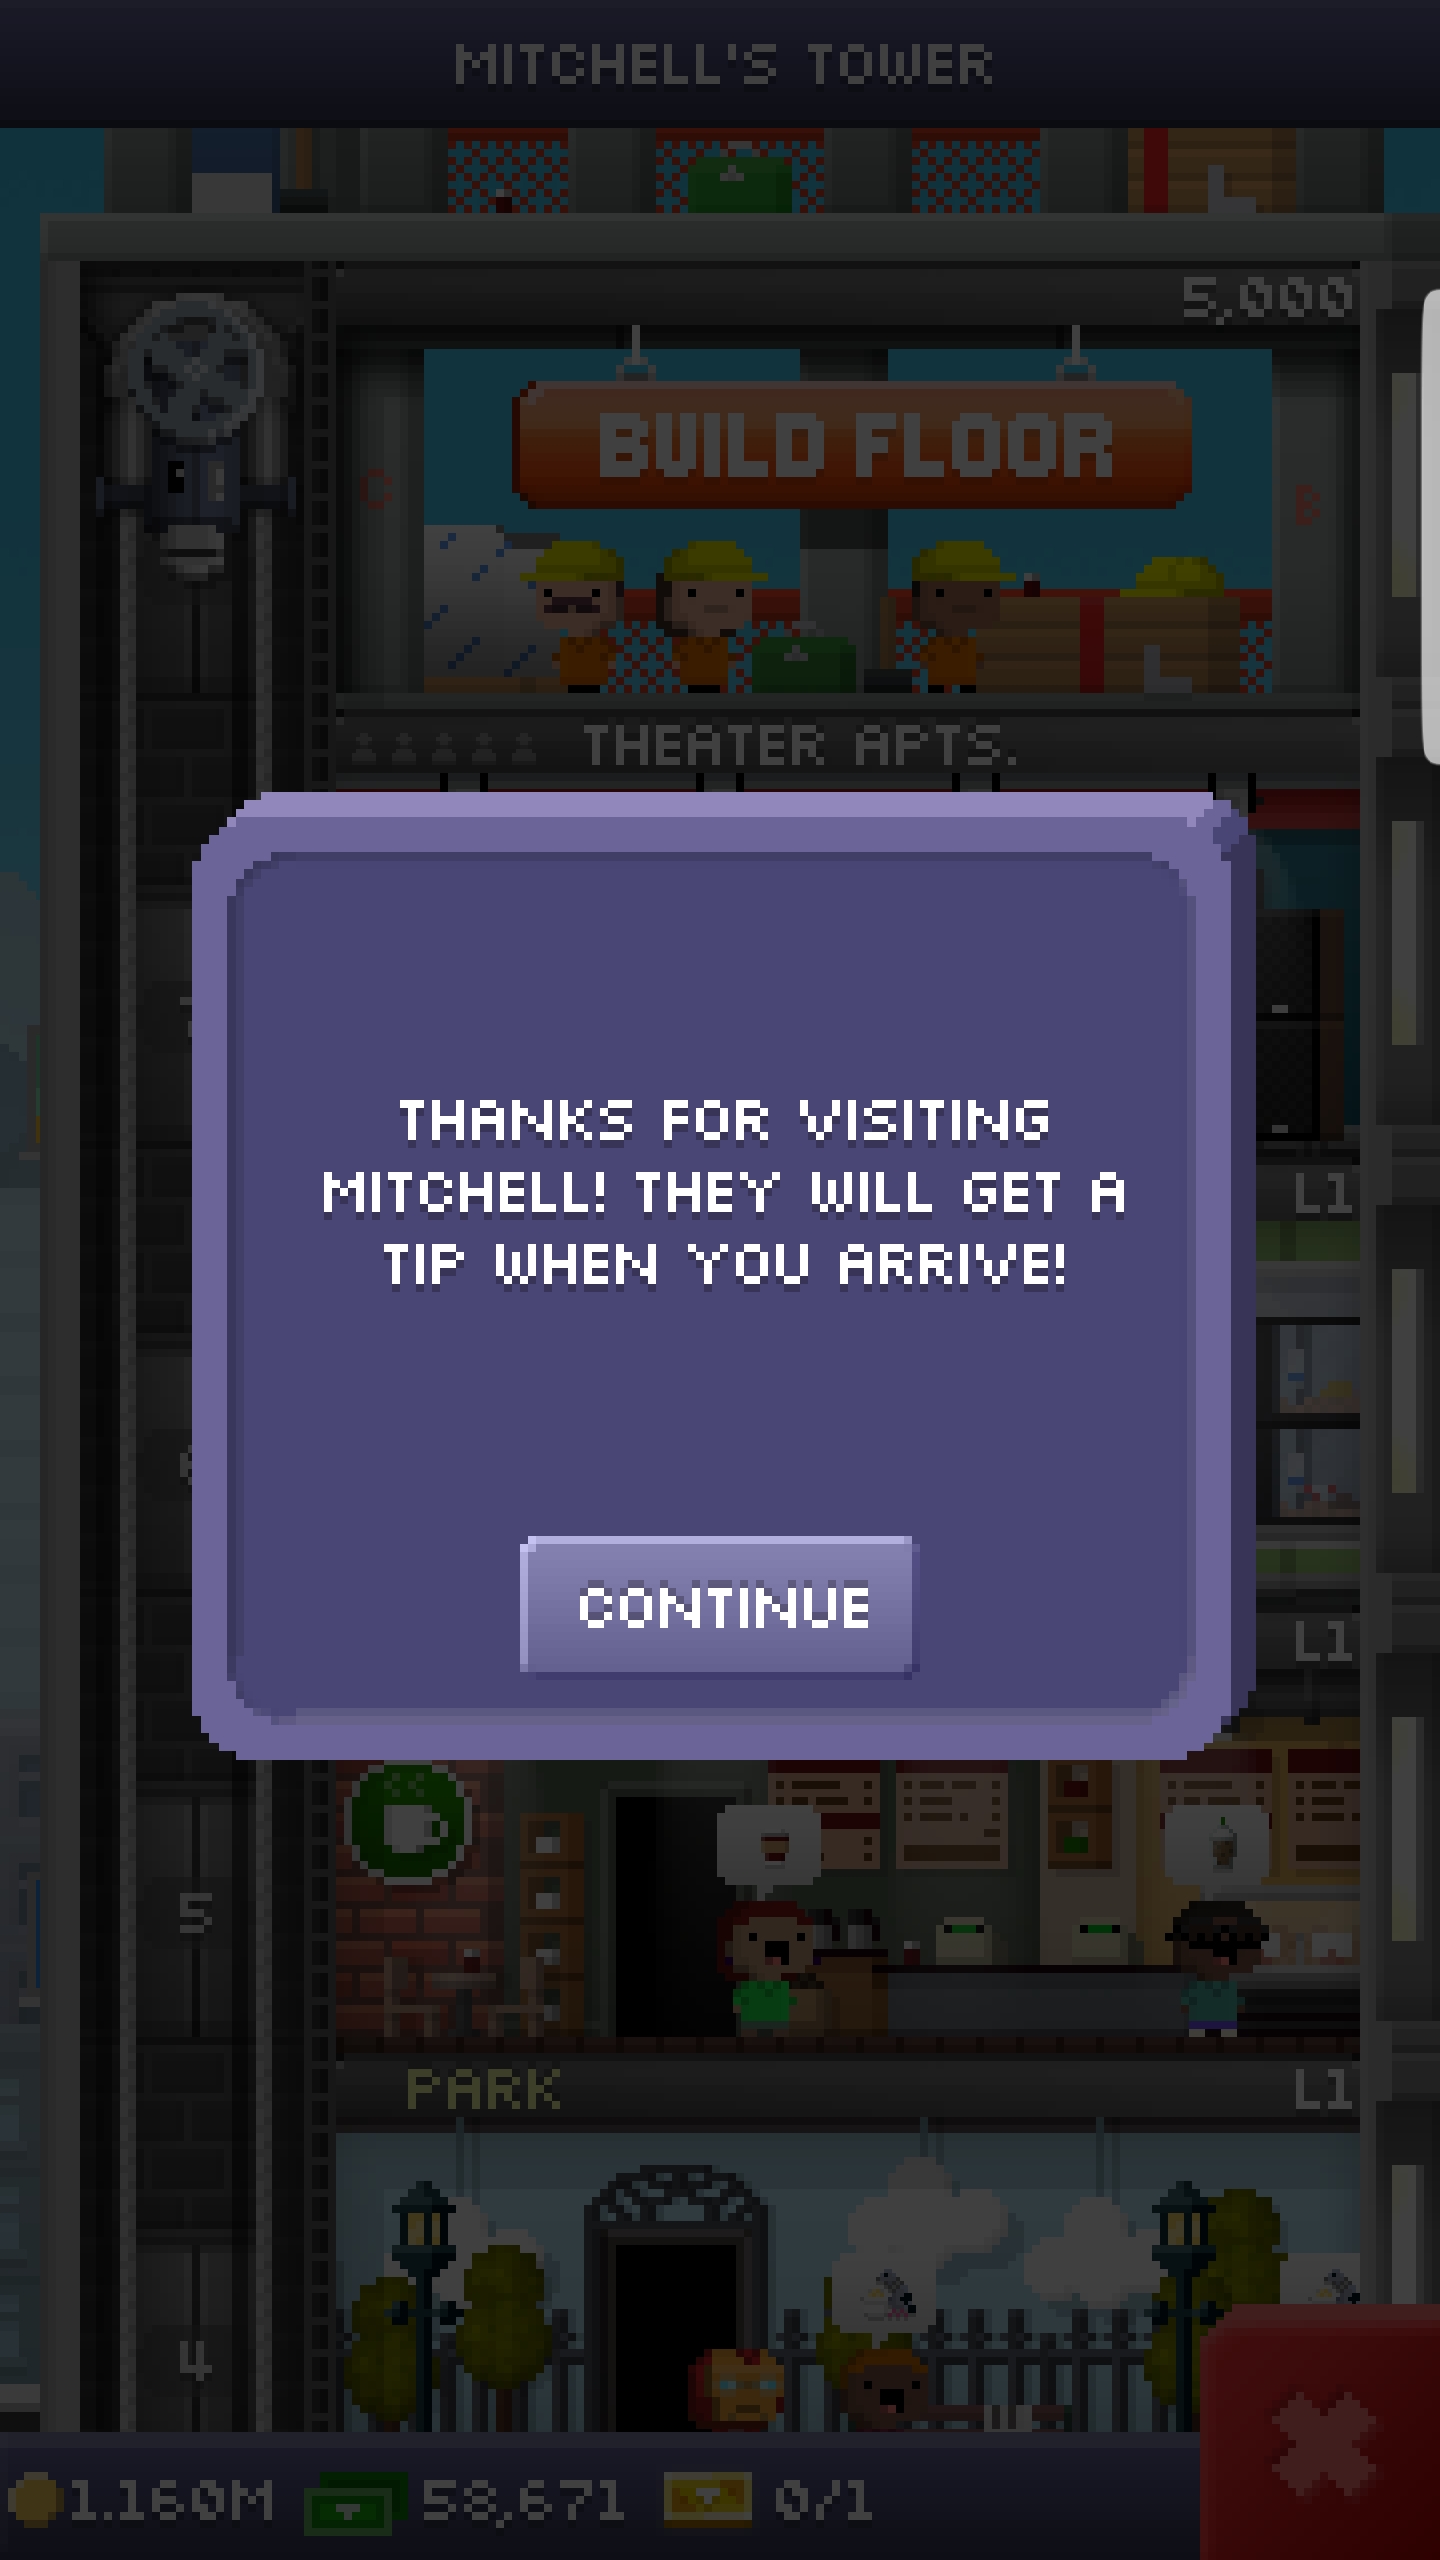 MITCHELL'S TOWER
5,000
BUILD FLOOR
C
B
THEATER APTS.
THANKS FOR VISITING
MITCHELL! THEY WILL GET A
TIP WHEN YOU ARRIVE!
L1
CONTINUE
L1
5
PARK
L1
4
1.160M
58,671
0/1